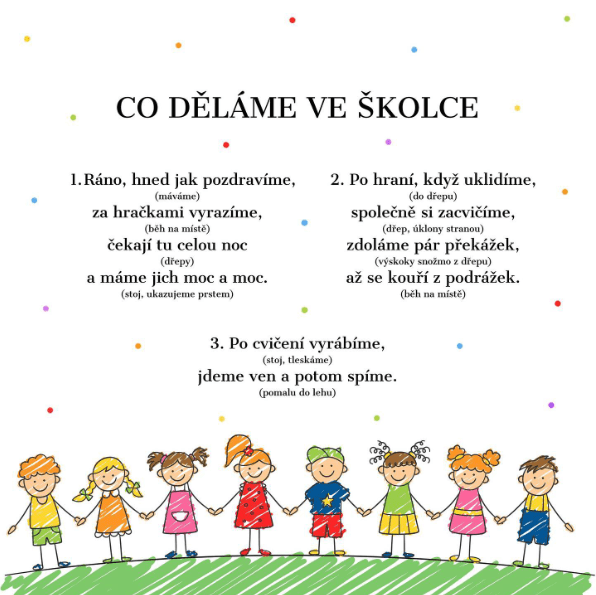 CO DĚLÁME VE ŠKOLCE
1.Ráno, hned jak pozdravíme,
(máváme)
za hračkami vyrazíme,
(běh na místě)
čekají tu celou noc
(dřepy)
a máme jich moc a moc.
(stoj, ukazujeme prstem)
2. Po hraní, když uklidíme,
(do dřepu)
společně si zacvičíme,
(dřep, úklony stranou)
zdoláme pár překážek,
(výskoky snožmo z dřepu)
až se kouří z podrážek.
(běh na místě)
3. Po cvičení vyrábíme,
(stoj, tleskáme)
jdeme ven a potom spíme.
(pomalu do lehu)